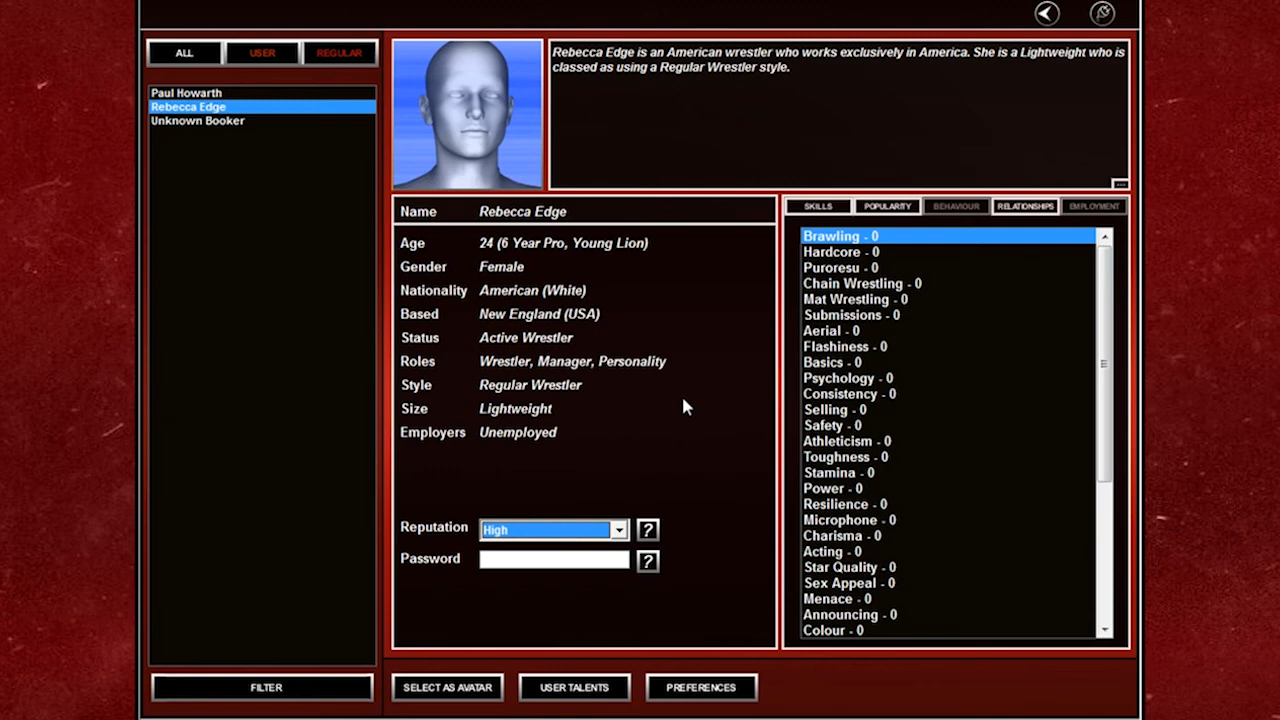 ALL
USER
REGULAR
Paul Howarth
Rebecca Edge
Unknown Booker
FILTER
Rebecca Edge is an American wrestler who works exclusively in America. She is a Lightweight who is
classed as using a Regular Wrestler style.
...
Name Rebecca Edge
Age 24 (6 Year Pro, Young Lion)
Gender Female
Nationality American (White)
Based New England (USA)
Status Active Wrestler
Roles Wrestler, Manager, Personality
Style Regular Wrestler
Size Lightweight
Employers Unemployed
Reputation High ?
Password ?
SKILLS
POPULARITY
BEHAVIOUR
RELATIONSHIPS
EMPLOYMENT
Brawling - 0
Hardcore - 0
Puroresu - 0
Chain Wrestling - 0
Mat Wrestling - 0
Submissions - 0
Aerial - 0
Flashiness - 0
Basics - 0
Psychology - 0
Consistency - 0
Selling - 0
Safety - 0
Athleticism - 0
Toughness - 0
Stamina - 0
Power - 0
Resilience - 0
Microphone - 0
Charisma - 0
Acting - 0
Star Quality - 0
Sex Appeal - 0
Menace - 0
Announcing - 0
Colour - 0
SELECT AS AVATAR
USER TALENTS
PREFERENCES